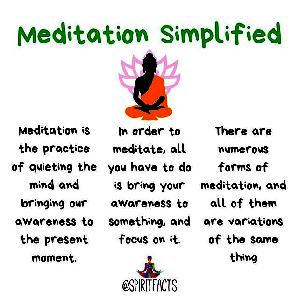 Meditation Simplified
Meditation is
the practice
of quieting the
mind and
bringing our
awareness to
the present
moment.
In order to
meditate, all
you have to do
is bring your
awareness to
something, and
focus on it.
There are
numerous
forms of
meditation, and
all of them
are variations
of the same
thing
@SPIRITFACTS